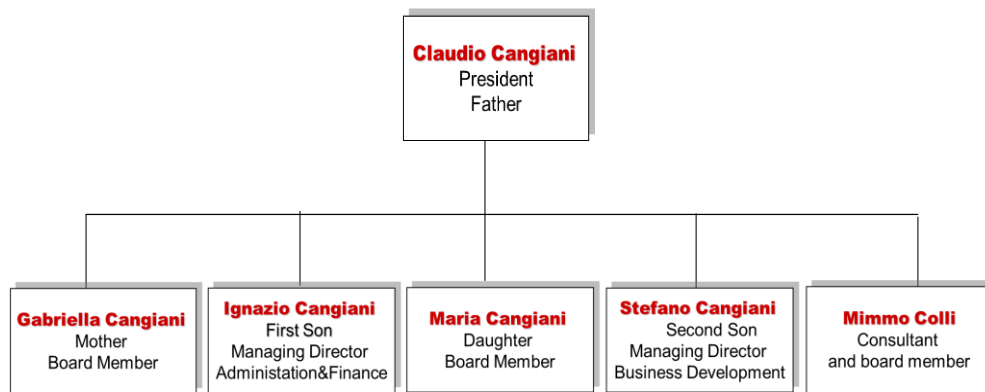 Claudio Cangiani
President
Father
Gabriella Cangiani
Mother
Board Member
Ignazio Cangiani
First Son
Managing Director
Administation&Finance
Maria Cangiani
Daughter
Board Member
Stefano Cangiani
Second Son
Managing Director
Business Development
Mimmo Colli
Consultant
and board member